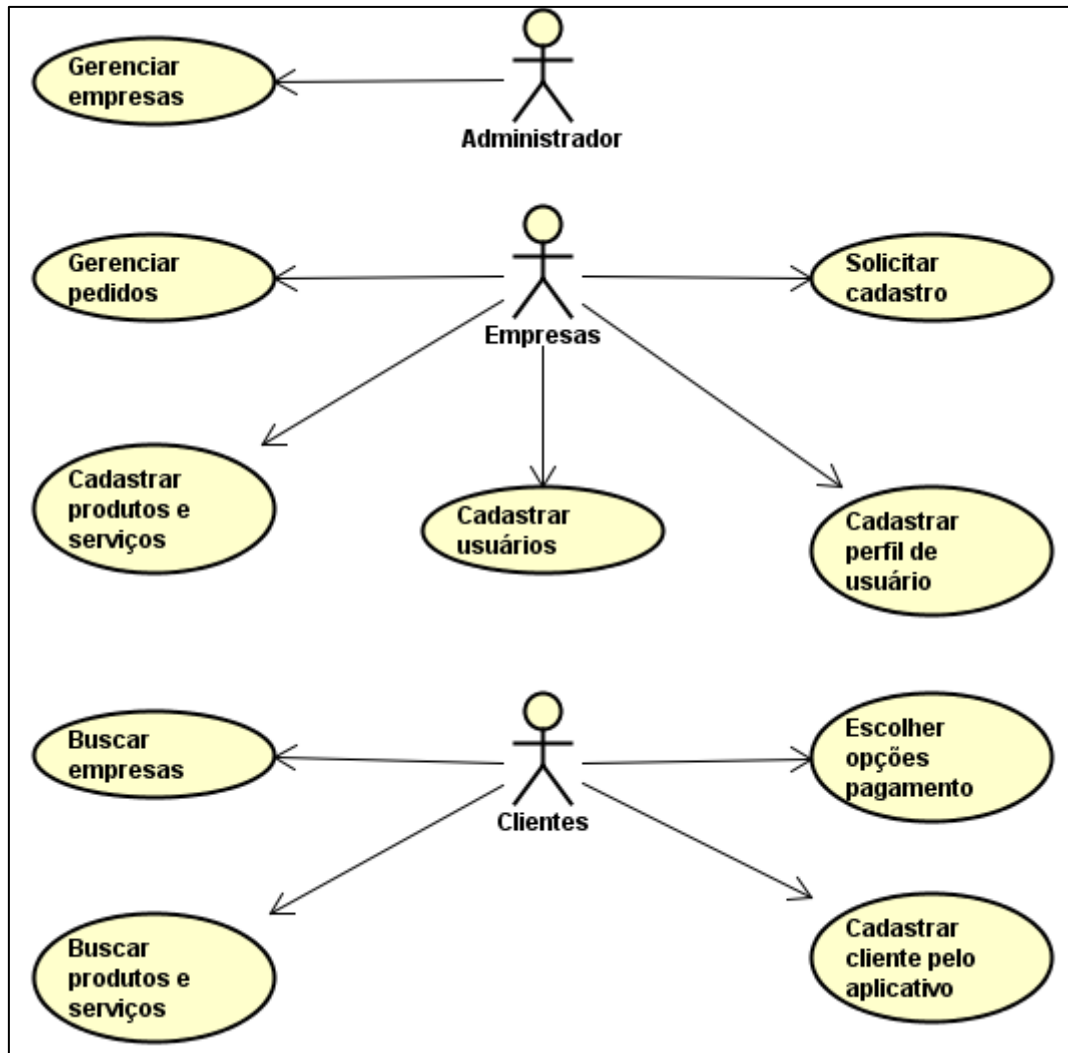 Gerenciar
empresas
Administrador
Gerenciar
pedidos
Empresas
Solicitar
cadastro
Cadastrar
produtos e
serviços
Cadastrar
usuários
Cadastrar
perfil de
usuário
Buscar
empresas
Clientes
Escolher
opções
pagamento
Buscar
produtos e
serviços
Cadastrar
cliente pelo
aplicativo